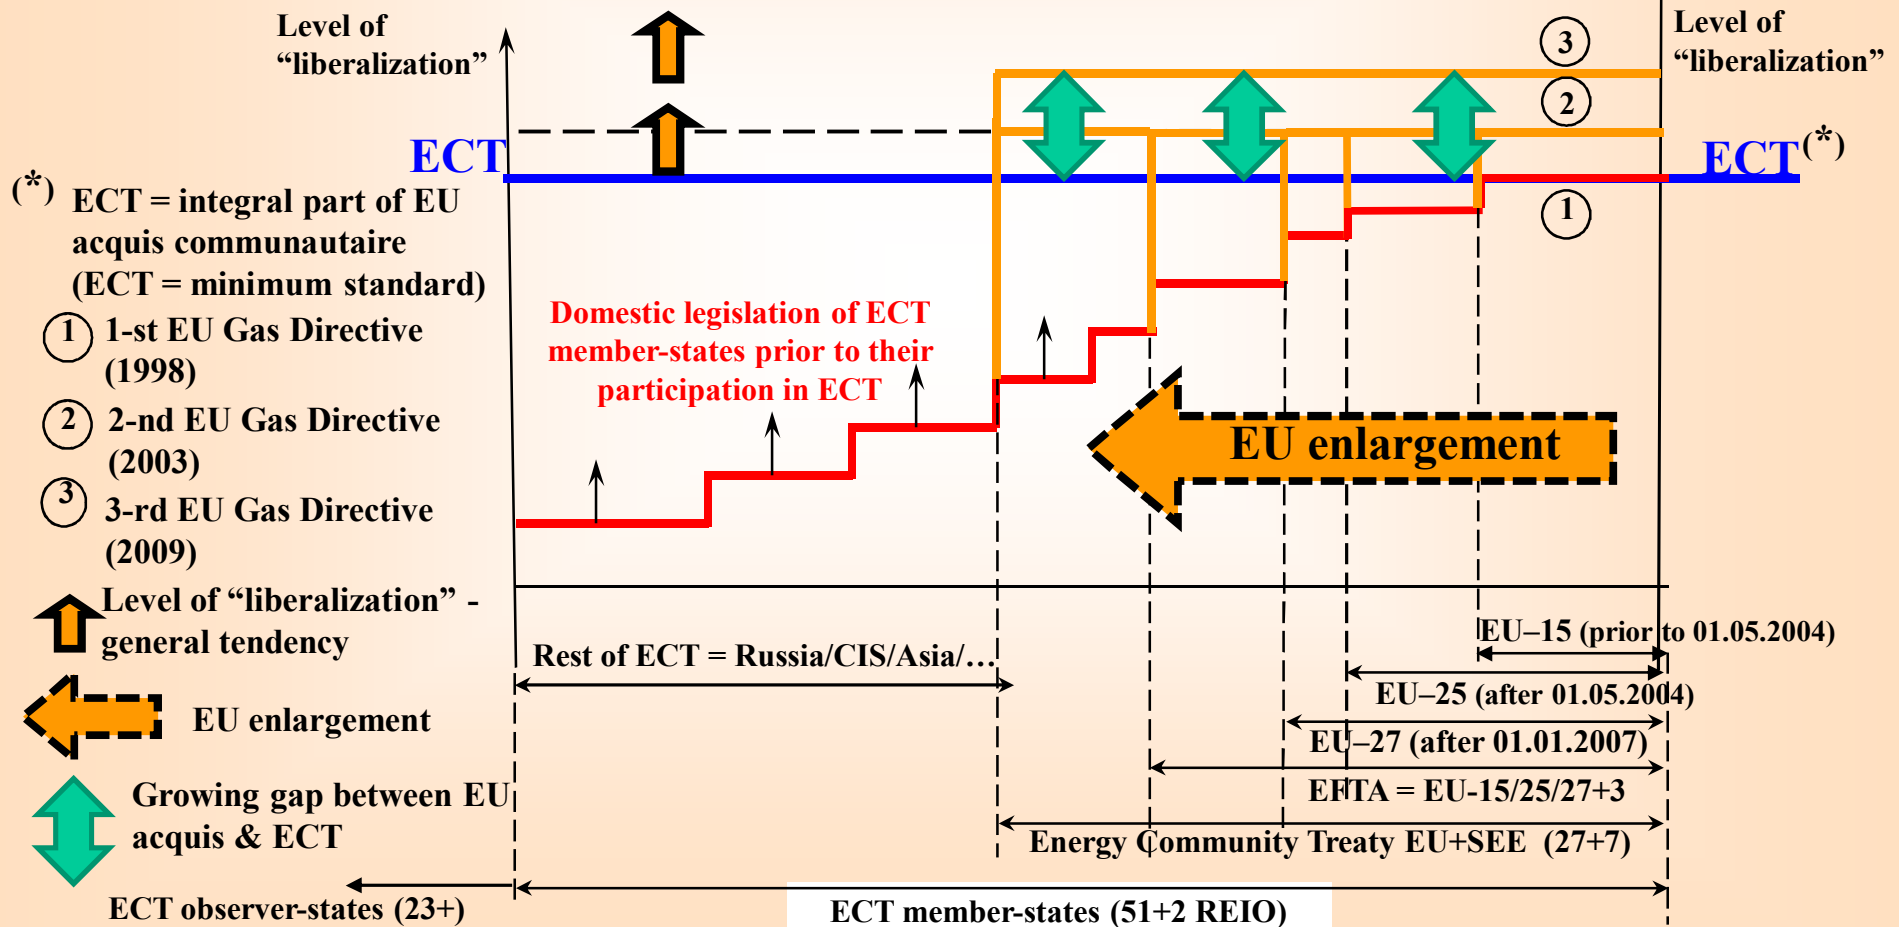 Level of
“liberalization”
Level of
“liberalization”
3
2
1
ECT
ECT(*)
(*) ECT = integral part of EU
acquis communautaire
(ECT = minimum standard)
1 1-st EU Gas Directive
(1998)
2 2-nd EU Gas Directive
(2003)
3 3-rd EU Gas Directive
(2009)
Level of “liberalization” -
general tendency
EU enlargement
Growing gap between EU
acquis & ECT
Domestic legislation of ECT
member-states prior to their
participation in ECT
EU enlargement
Rest of ECT = Russia/CIS/Asia/…
EU–15 (prior to 01.05.2004)
EU–25 (after 01.05.2004)
EU–27 (after 01.01.2007)
EFTA = EU-15/25/27+3
Energy Community Treaty EU+SEE (27+7)
ECT observer-states (23+)
ECT member-states (51+2 REIO)